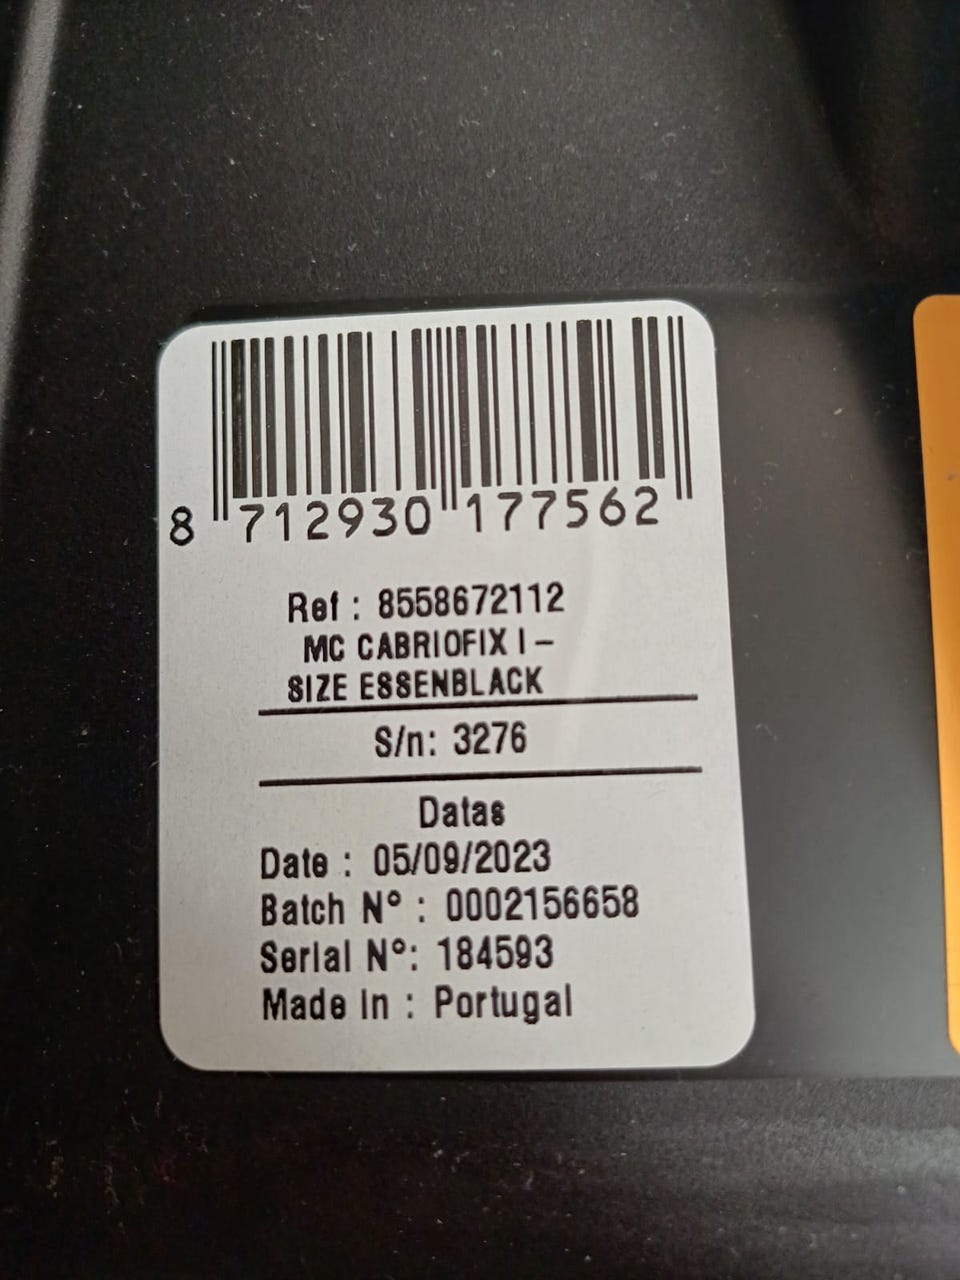 8 712930 177562
Ref : 8558672112
MC CABRIOFIX I -
SIZE ESSENBLACK
S/n: 3276
Datas
Date : 05/09/2023
Batch N° : 0002156658
Serial N°: 184593
Made In : Portugal